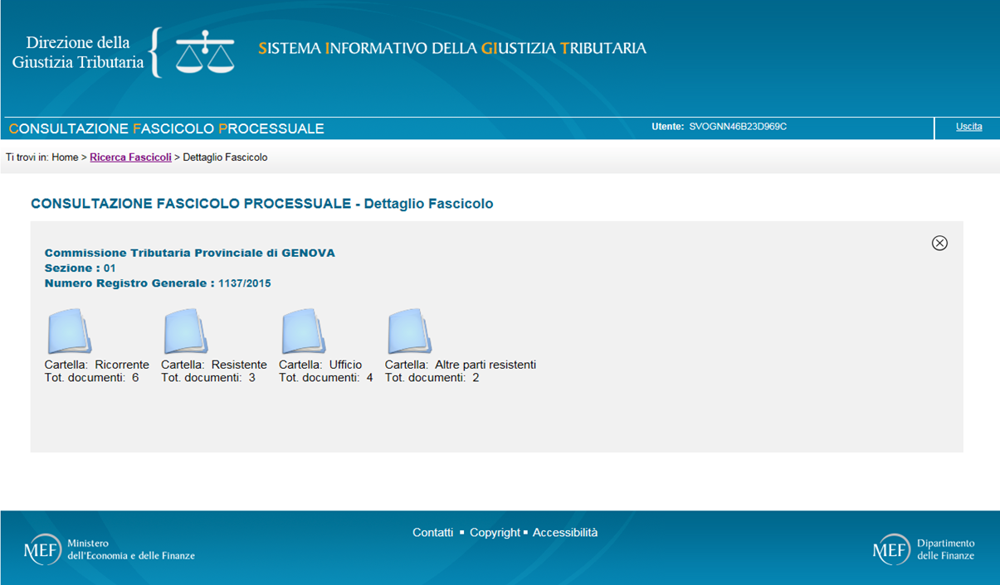 Direzione della
Giustizia Tributaria
SISTEMA INFORMATIVO DELLA GIUSTIZIA TRIBUTARIA
CONSULTAZIONE FASCICOLO PROCESSUALE
Utente: SVOGNN46B23D969C
Uscita
Ti trovi in: Home > Ricerca Fascicoli > Dettaglio Fascicolo
CONSULTAZIONE FASCICOLO PROCESSUALE - Dettaglio Fascicolo
Commissione Tributaria Provinciale di GENOVA
Sezione : 01
Numero Registro Generale : 1137/2015
Cartella: Ricorrente
Tot. documenti: 6
Cartella: Resistente
Tot. documenti: 3
Cartella: Ufficio
Tot. documenti: 4
Cartella: Altre parti resistenti
Tot. documenti: 2
Contatti ▪ Copyright ▪ Accessibilità
MEF
Ministero
dell'Economia e delle Finanze
MEF
Dipartimento
delle Finanze